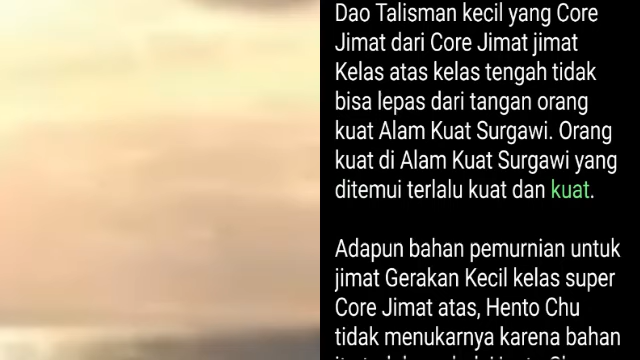 Dao Talisman kecil yang Core
Jimat dari Core Jimat jimat
Kelas atas kelas tengah tidak
bisa lepas dari tangan orang
kuat Alam Kuat Surgawi. Orang
kuat di Alam Kuat Surgawi yang
ditemui terlalu kuat dan kuat.
Adapun bahan pemurnian untuk
jimat Gerakan Kecil kelas super
Core Jimat atas, Hento Chu
tidak menukarnya karena bahan